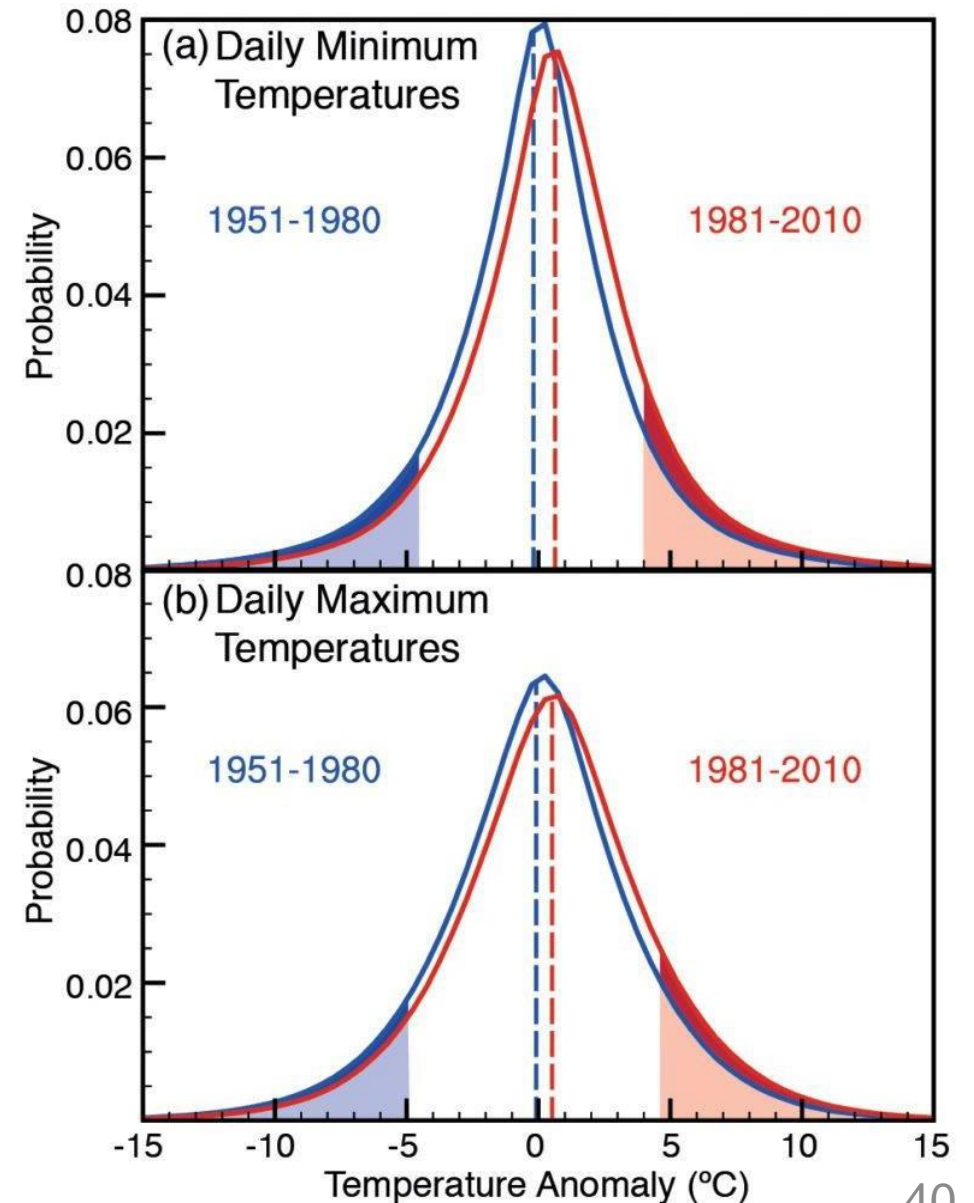 0.08
(a) Daily Minimum
Temperatures
0.06
1951-1980
1981-2010
Probability
0.04
0.02
0.08
(b) Daily Maximum
Temperatures
0.06
1951-1980
1981-2010
Probability
0.04
0.02
-15 -10 -5 0 5 10 15
Temperature Anomaly (ºC)
40